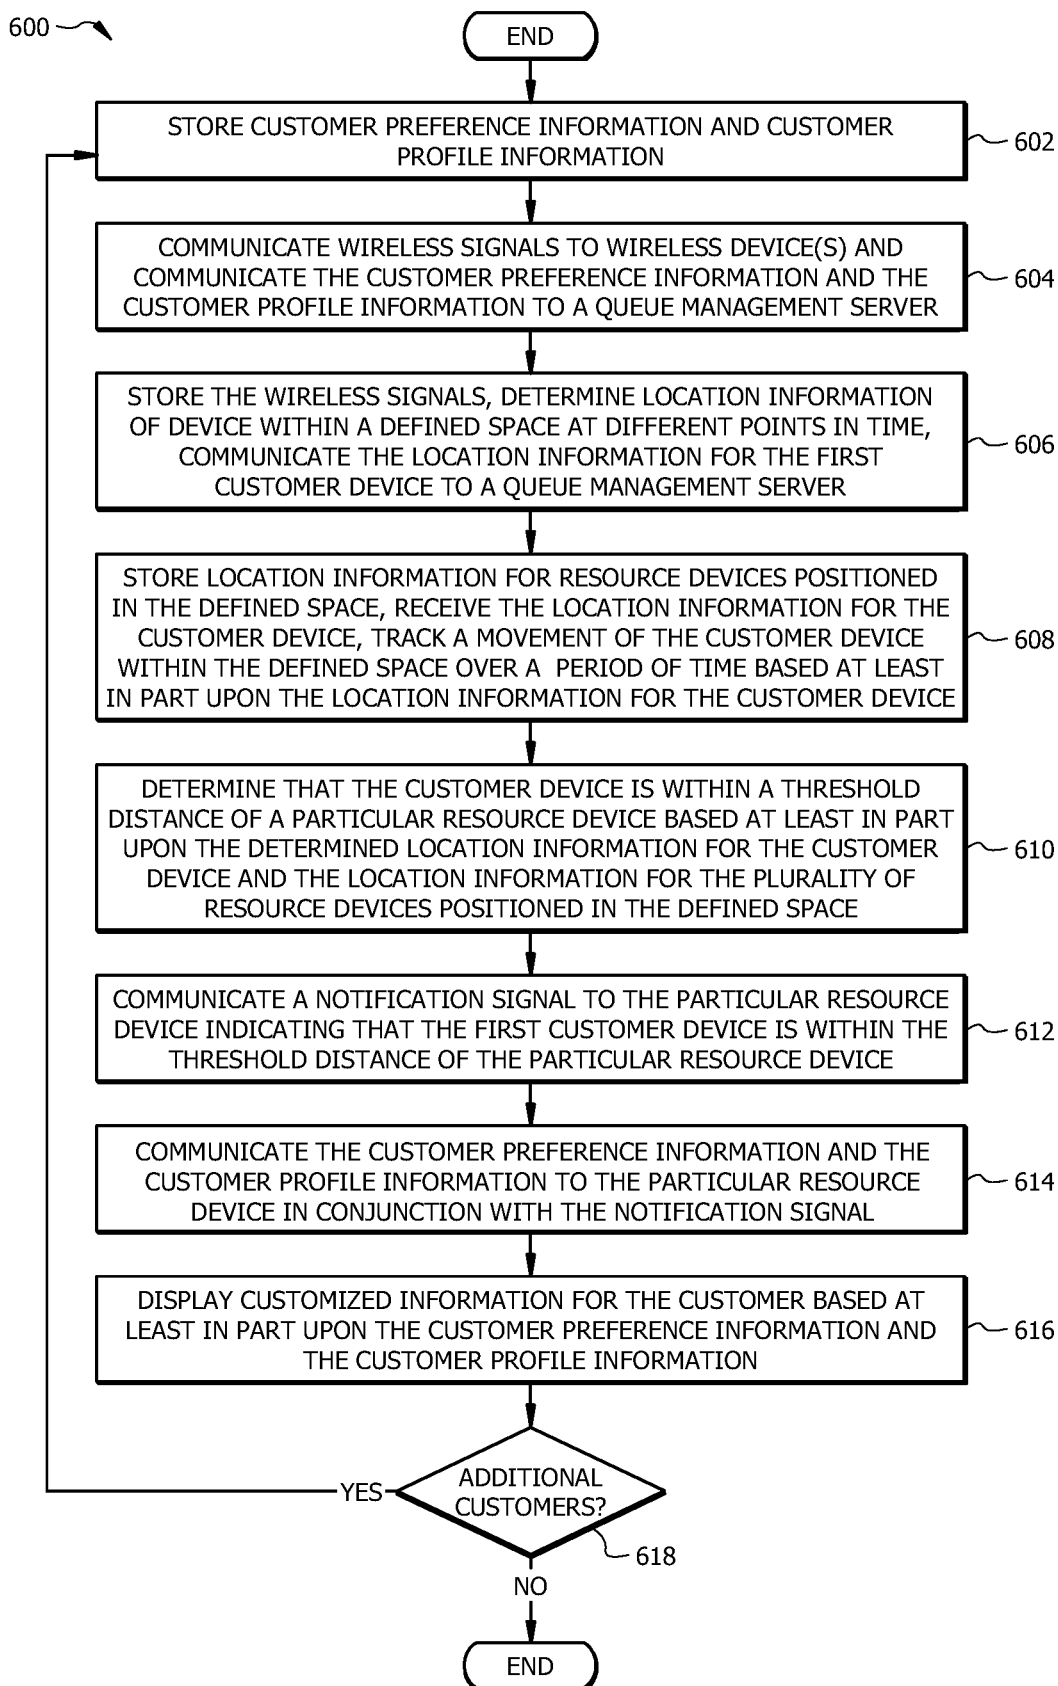 600
END
STORE CUSTOMER PREFERENCE INFORMATION AND CUSTOMER
PROFILE INFORMATION
602
COMMUNICATE WIRELESS SIGNALS TO WIRELESS DEVICE(S) AND
COMMUNICATE THE CUSTOMER PREFERENCE INFORMATION AND THE
CUSTOMER PROFILE INFORMATION TO A QUEUE MANAGEMENT SERVER
604
STORE THE WIRELESS SIGNALS, DETERMINE LOCATION INFORMATION
OF DEVICE WITHIN A DEFINED SPACE AT DIFFERENT POINTS IN TIME,
COMMUNICATE THE LOCATION INFORMATION FOR THE FIRST
CUSTOMER DEVICE TO A QUEUE MANAGEMENT SERVER
606
STORE LOCATION INFORMATION FOR RESOURCE DEVICES POSITIONED
IN THE DEFINED SPACE, RECEIVE THE LOCATION INFORMATION FOR THE
CUSTOMER DEVICE, TRACK A MOVEMENT OF THE CUSTOMER DEVICE
WITHIN THE DEFINED SPACE OVER A PERIOD OF TIME BASED AT LEAST
IN PART UPON THE LOCATION INFORMATION FOR THE CUSTOMER DEVICE
608
DETERMINE THAT THE CUSTOMER DEVICE IS WITHIN A THRESHOLD
DISTANCE OF A PARTICULAR RESOURCE DEVICE BASED AT LEAST IN PART
UPON THE DETERMINED LOCATION INFORMATION FOR THE CUSTOMER
DEVICE AND THE LOCATION INFORMATION FOR THE PLURALITY OF
RESOURCE DEVICES POSITIONED IN THE DEFINED SPACE
610
COMMUNICATE A NOTIFICATION SIGNAL TO THE PARTICULAR RESOURCE
DEVICE INDICATING THAT THE FIRST CUSTOMER DEVICE IS WITHIN THE
THRESHOLD DISTANCE OF THE PARTICULAR RESOURCE DEVICE
612
COMMUNICATE THE CUSTOMER PREFERENCE INFORMATION AND THE
CUSTOMER PROFILE INFORMATION TO THE PARTICULAR RESOURCE
DEVICE IN CONJUNCTION WITH THE NOTIFICATION SIGNAL
614
DISPLAY CUSTOMIZED INFORMATION FOR THE CUSTOMER BASED AT
LEAST IN PART UPON THE CUSTOMER PREFERENCE INFORMATION AND
THE CUSTOMER PROFILE INFORMATION
616
ADDITIONAL
CUSTOMERS?
YES
618
NO
END